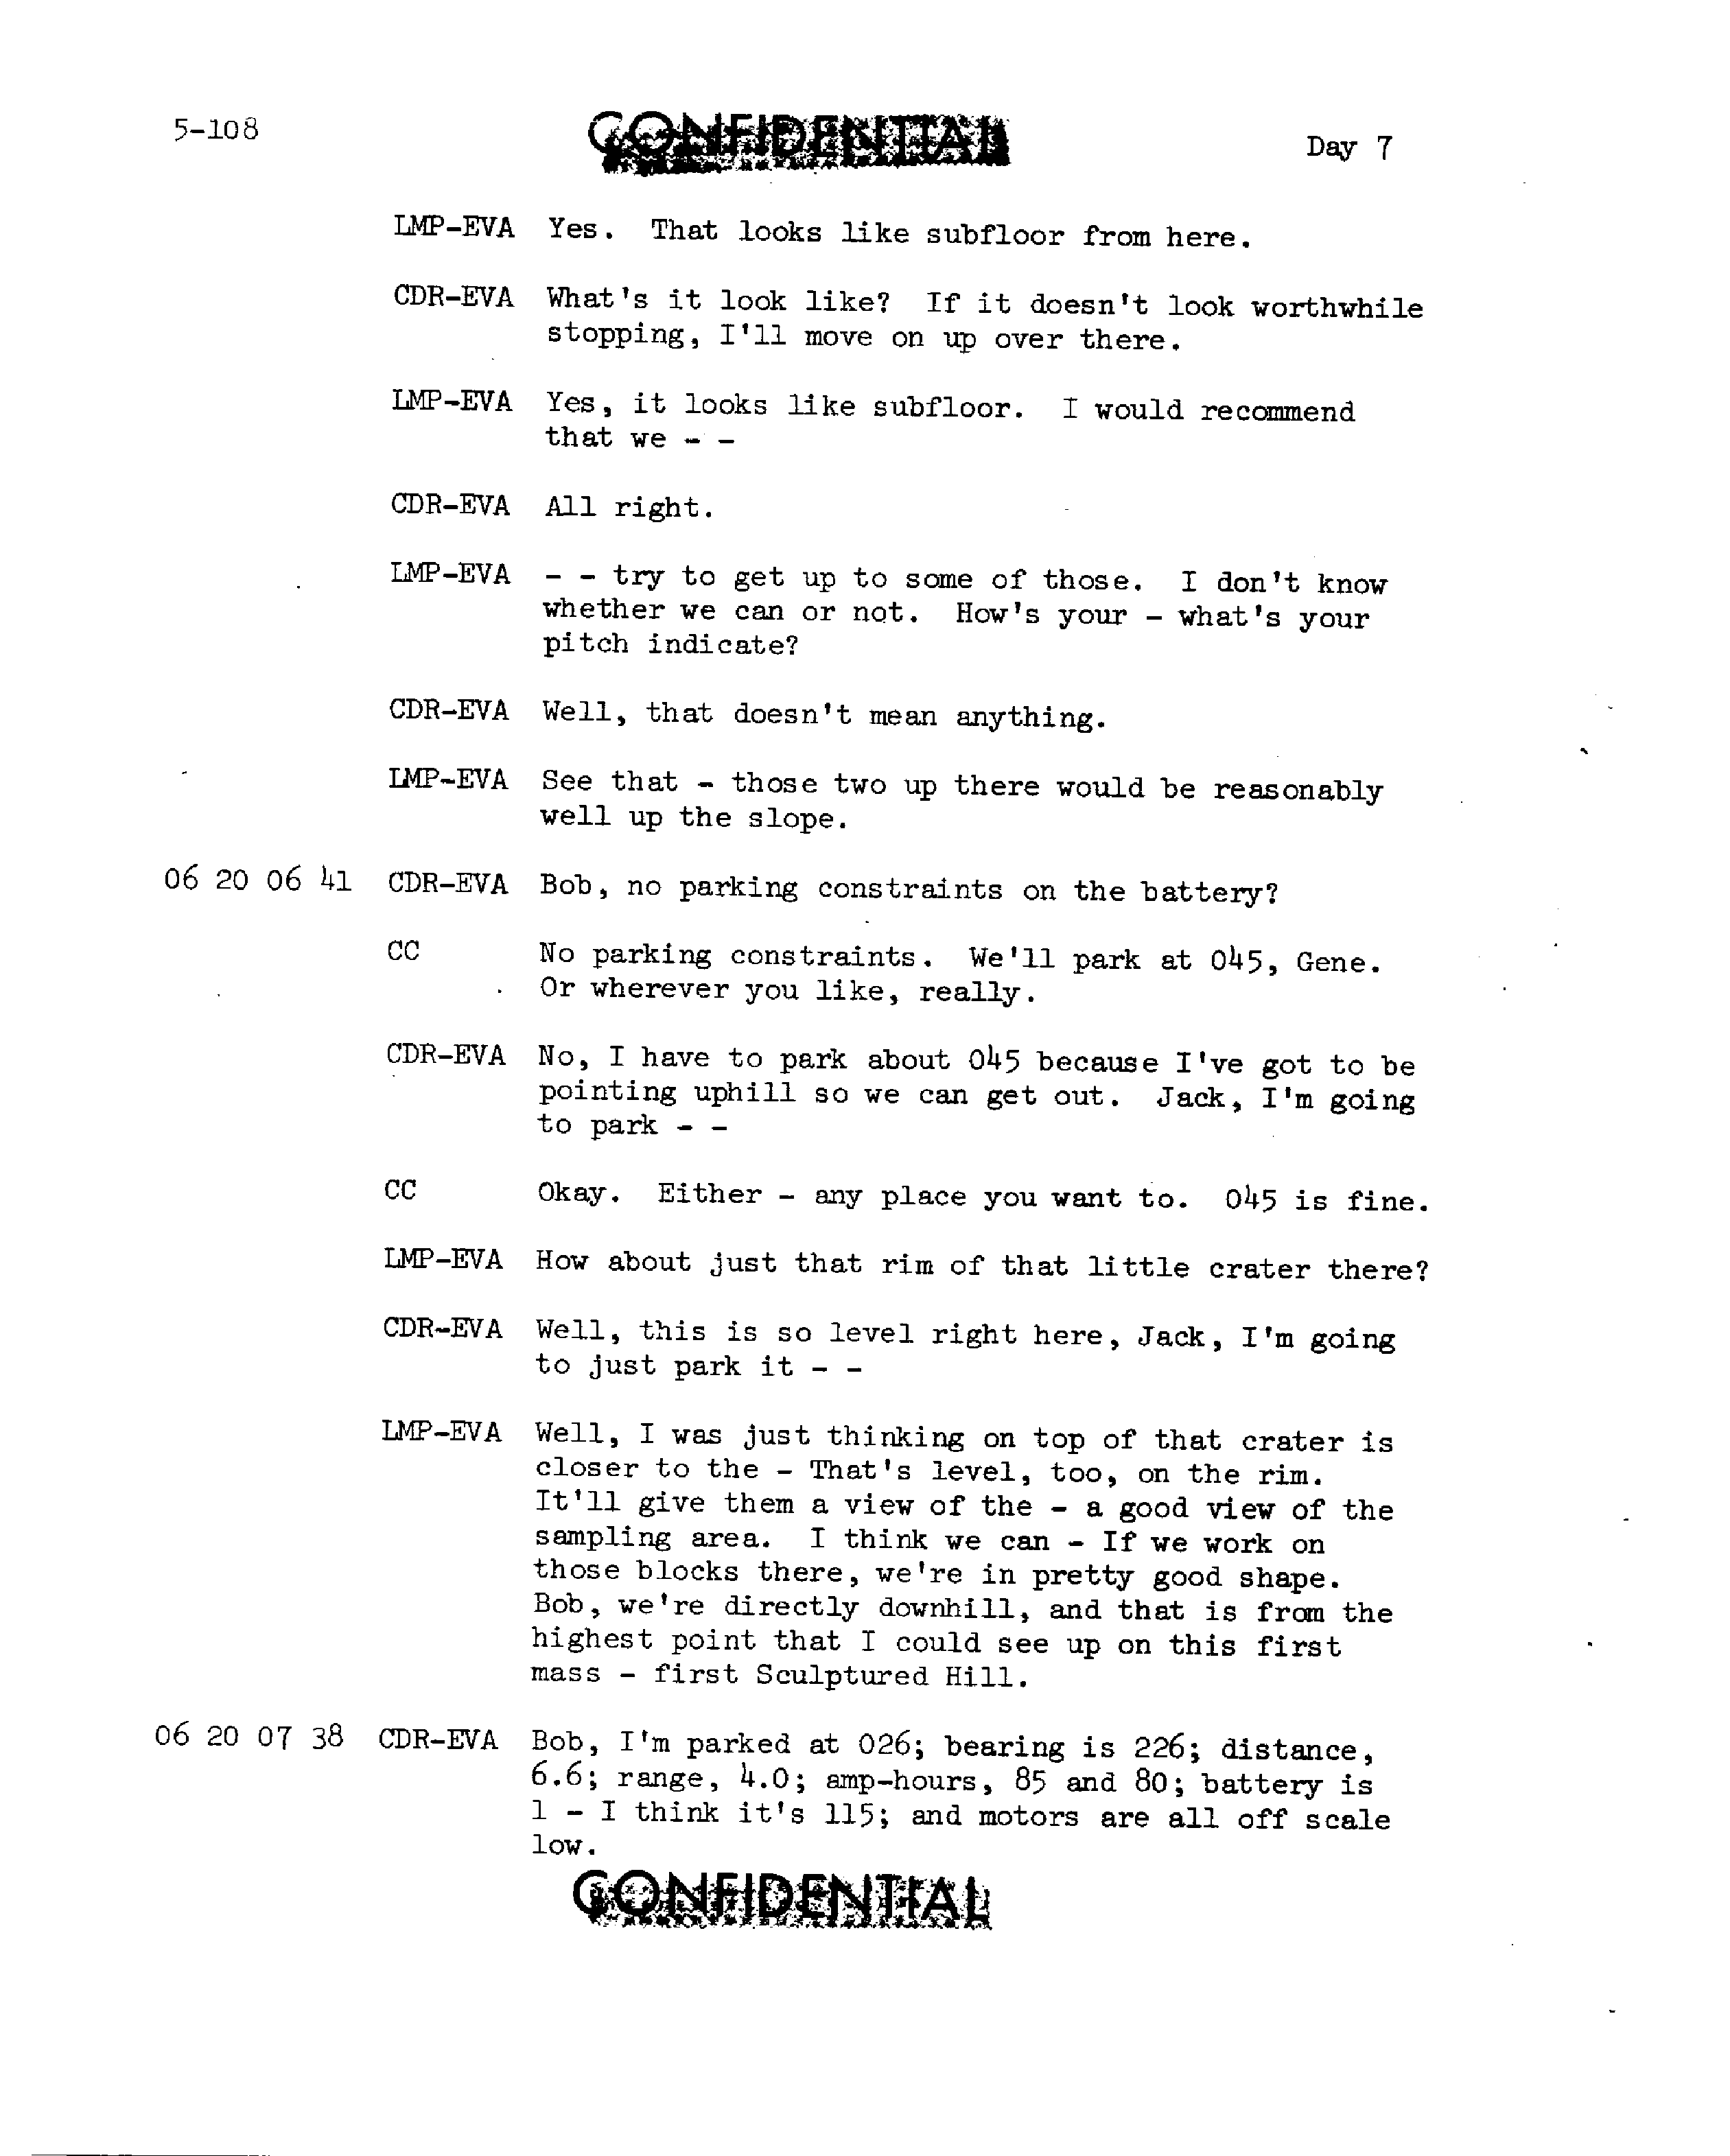 5-108
CONFIDENTIAL
Day 7
LMP-EVA Yes. That looks like subfloor from here.
CDR-EVA What's it look like? If it doesn't look worthwhile
stopping, I'll move on up over there.
LMP-EVA Yes, it looks like subfloor. I would recommend
that we - -
CDR-EVA All right.
LMP-EVA - - try to get up to some of those. I don't know
whether we can or not. How's your - what's your
pitch indicate?
CDR-EVA Well, that doesn't mean anything.
LMP-EVA See that - those two up there would be reasonably
well up the slope.
06 20 06 41 CDR-EVA Bob, no parking constraints on the battery?
CC No parking constraints. We'll park at 045, Gene.
Or wherever you like, really.
CDR-EVA No, I have to park about 045 because I've got to be
pointing uphill so we can get out. Jack, I'm going
to park - -
CC Okay. Either - any place you want to. 045 is fine.
LMP-EVA How about just that rim of that little crater there?
CDR-EVA Well, this is so level right here, Jack, I'm going
to just park it - -
LMP-EVA Well, I was just thinking on top of that crater is
closer to the - That's level, too, on the rim.
It'll give them a view of the - a good view of the
sampling area. I think we can - If we work on
those blocks there, we're in pretty good shape.
Bob, we're directly downhill, and that is from the
highest point that I could see up on this first
mass - first Sculptured Hill.
06 20 07 38 CDR-EVA Bob, I'm parked at 026; bearing is 226; distance,
6.6; range, 4.0; amp-hours, 85 and 80; battery is
1 - I think it's 115; and motors are all off scale
low.
CONFIDENTIAL